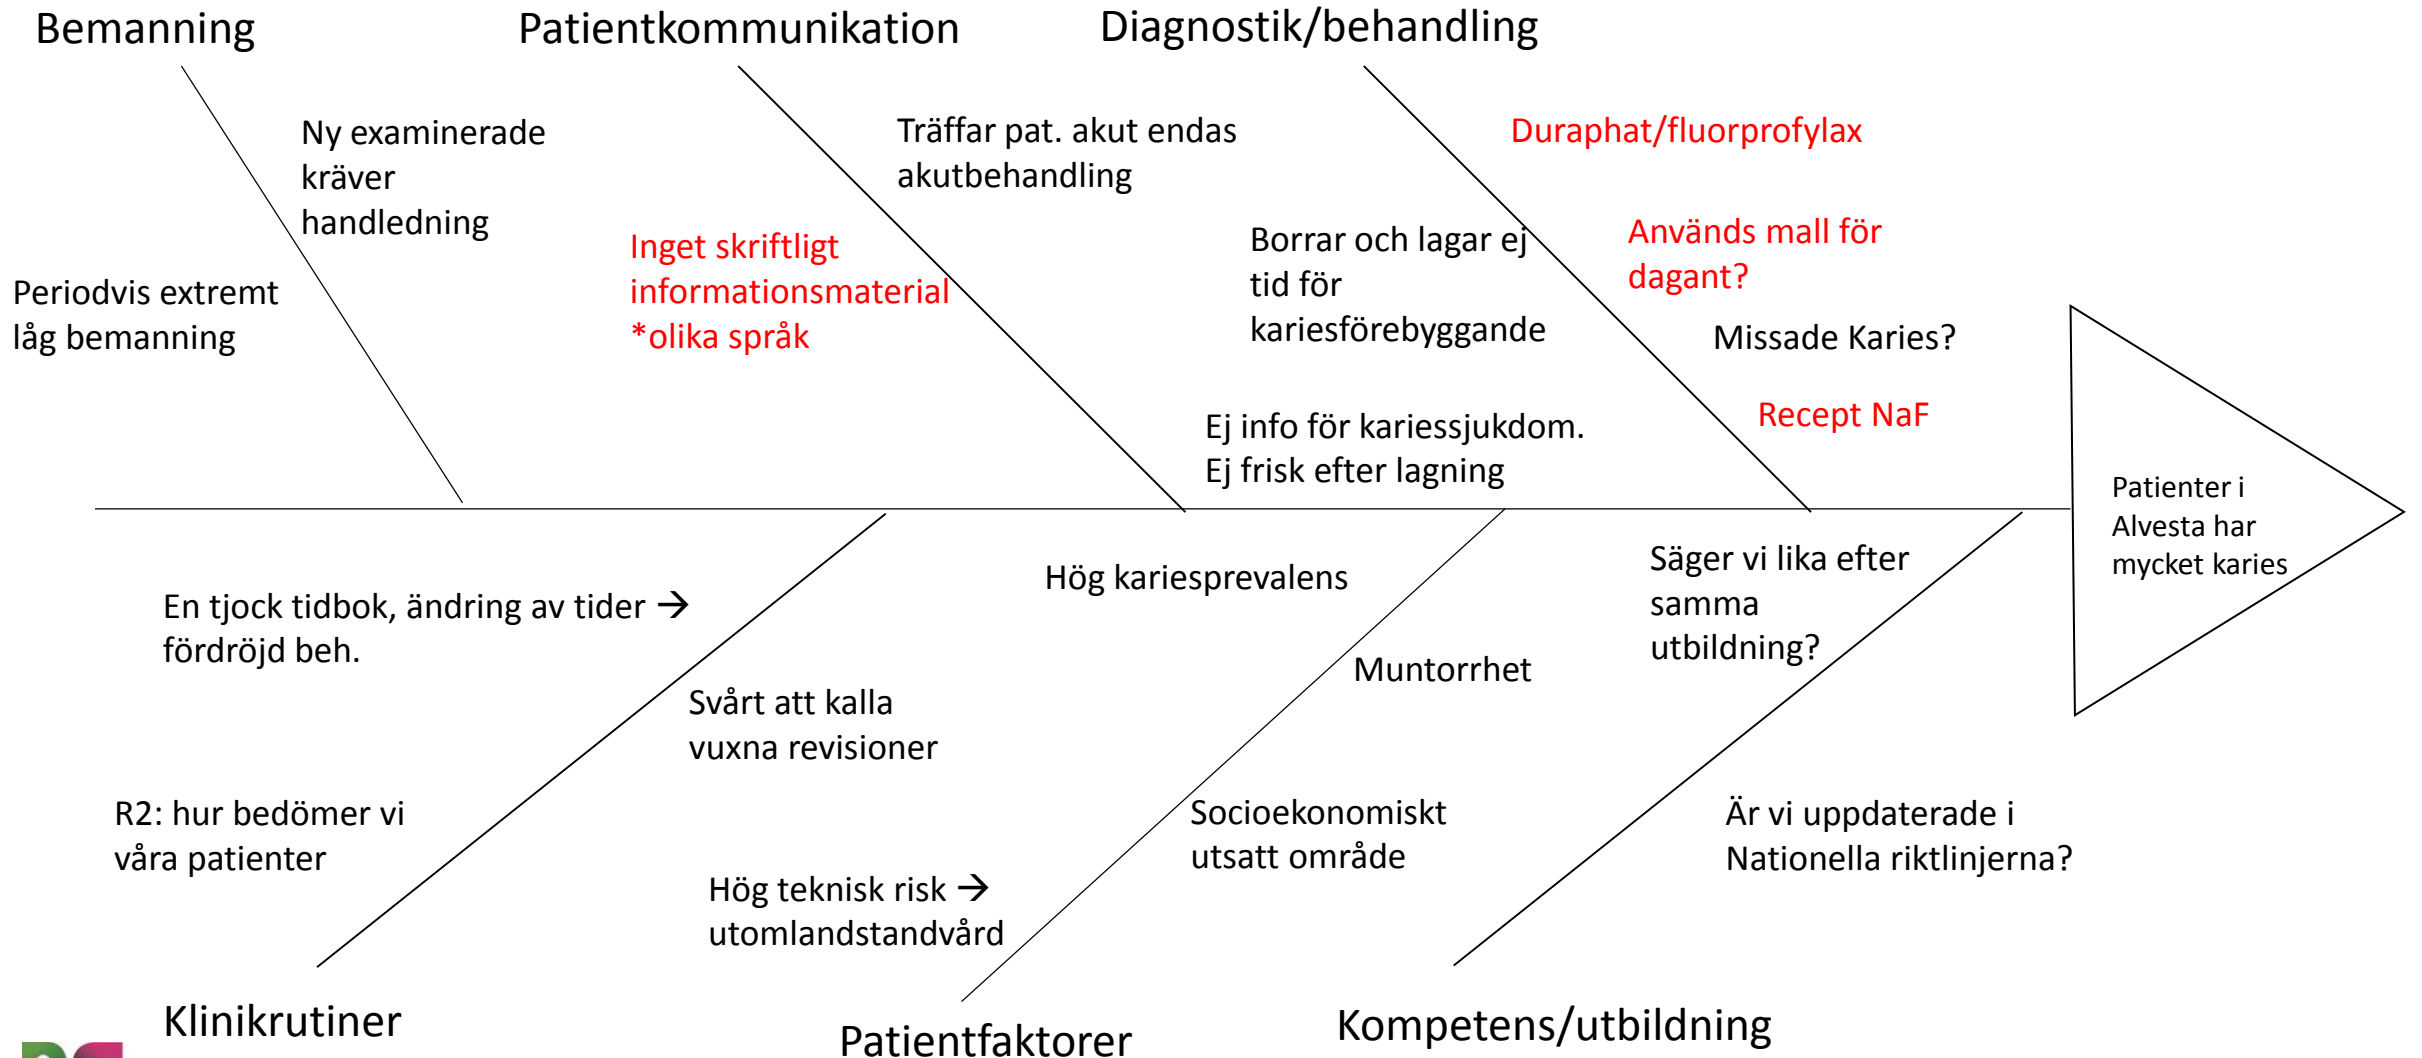 Bemanning
Patientkommunikation
Diagnostik/behandling
Ny examinerade
kräver
handledning
Periodvis extremt
låg bemanning
Inget skriftligt
informationsmaterial
*olika språk
Träffar pat. akut endas
akutbehandling
Borrar och lagar ej
tid för
kariesförebyggande
Ej info för kariessjukdom.
Ej frisk efter lagning
Duraphat/fluorprofylax
Används mall för
dagant?
Missade Karies?
Recept NaF
Patienter i
Alvesta har
mycket karies
En tjock tidbok, ändring av tider →
fördröjd beh.
R2: hur bedömer vi
våra patienter
Svårt att kalla
vuxna revisioner
Hög teknisk risk →
utomlandstandvård
Hög kariesprevalens
Muntorrhet
Socioekonomiskt
utsatt område
Säger vi lika efter
samma
utbildning?
Är vi uppdaterade i
Nationella riktlinjerna?
Klinikrutiner
Patientfaktorer
Kompetens/utbildning